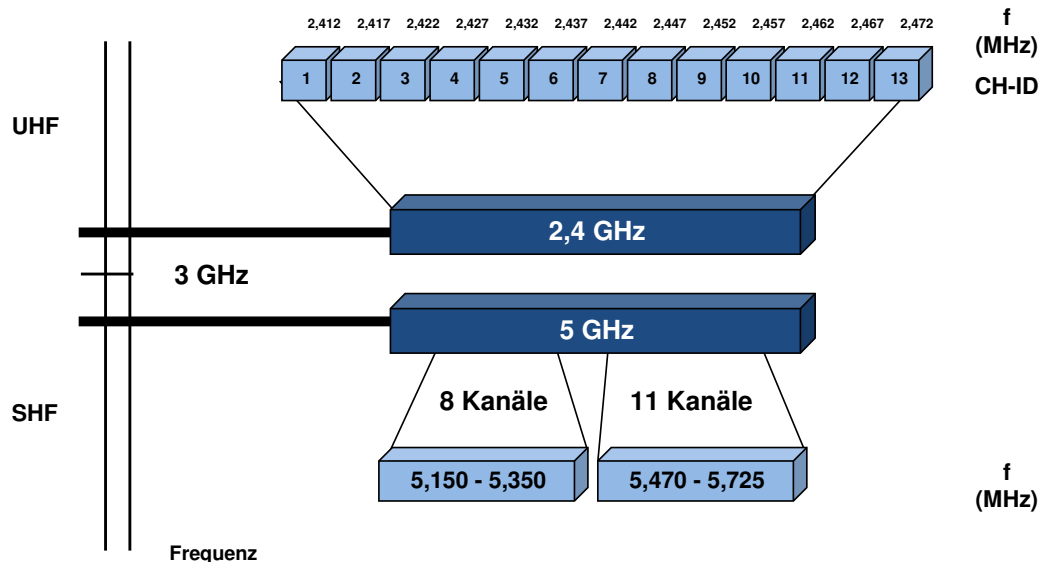 2,412 2,417 2,422 2,427 2,432 2,437 2,442 2,447 2,452 2,457 2,462 2,467 2,472
f
(MHz)
1 2 3 4 5 6 7 8 9 10 11 12 13
CH-ID
UHF
2,4 GHz
3 GHz
5 GHz
8 Kanäle 11 Kanäle
SHF
5,150 - 5,350 5,470 - 5,725
f
(MHz)
Frequenz